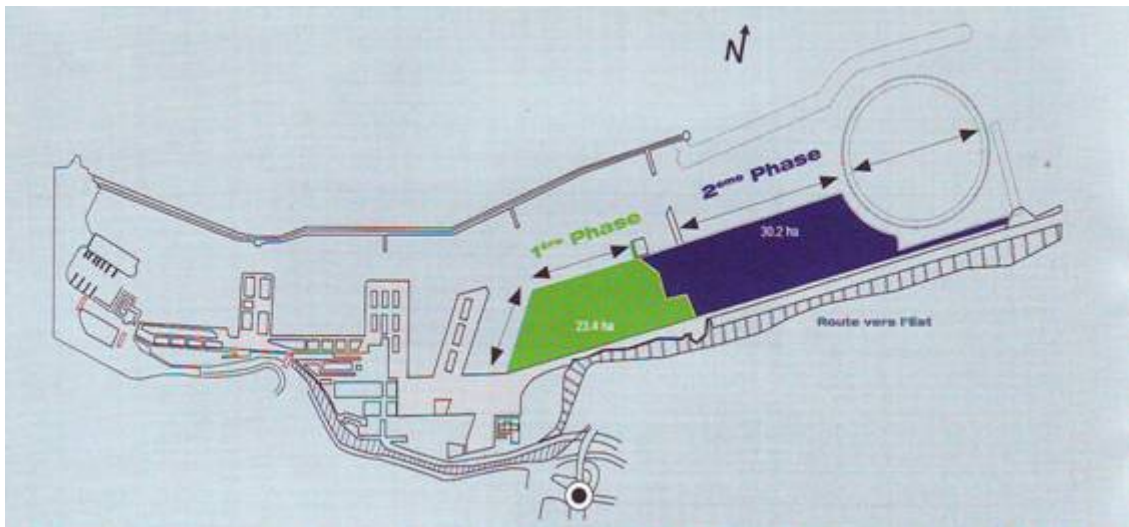 N
2ème Phase
1ère Phase
30.2 ha
23.4 ha
Route vers l'Est